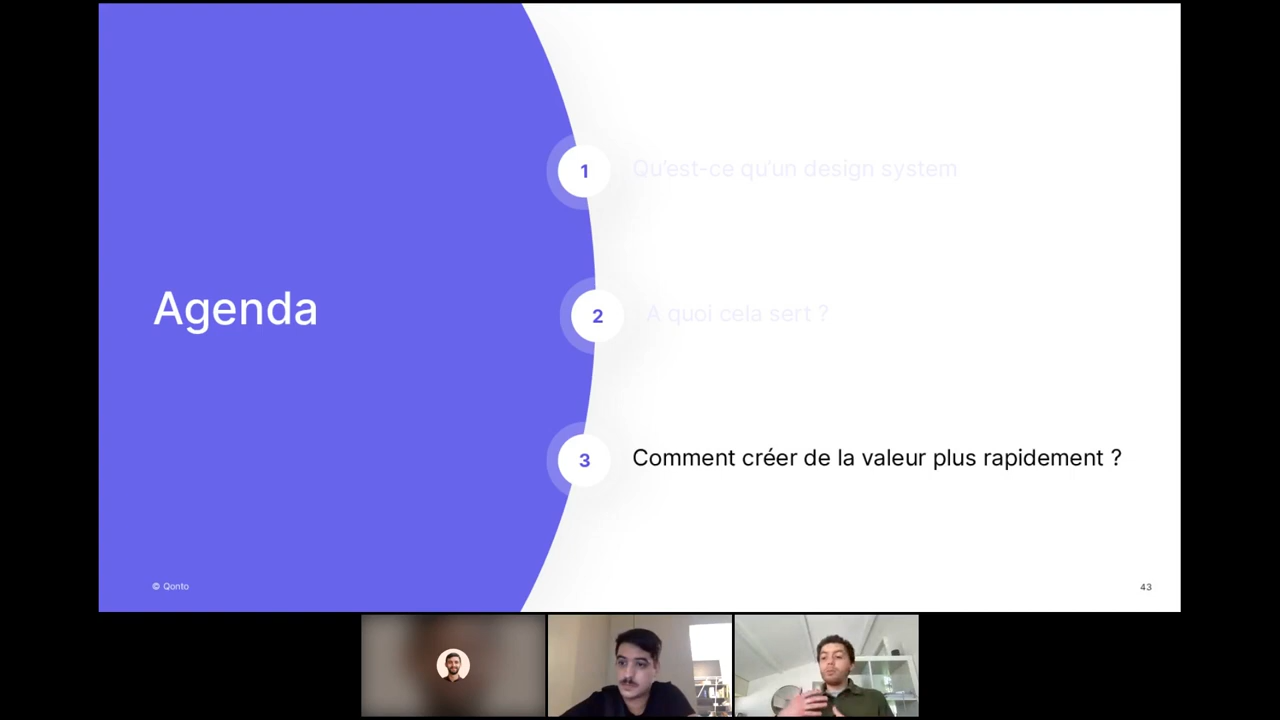 Agenda
1
Qu'est-ce qu'un design system
2
A quoi cela sert ?
3
Comment créer de la valeur plus rapidement ?
© Qonto
43